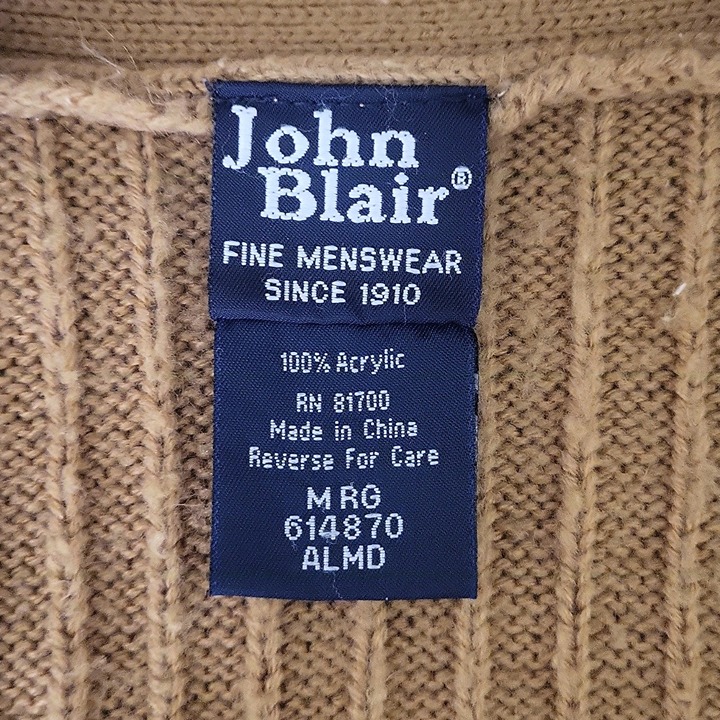 John
Blair®
FINE MENSWEAR
SINCE 1910
100% Acrylic
RN 81700
Made in China
Reverse For Care
M RG
614870
ALMD